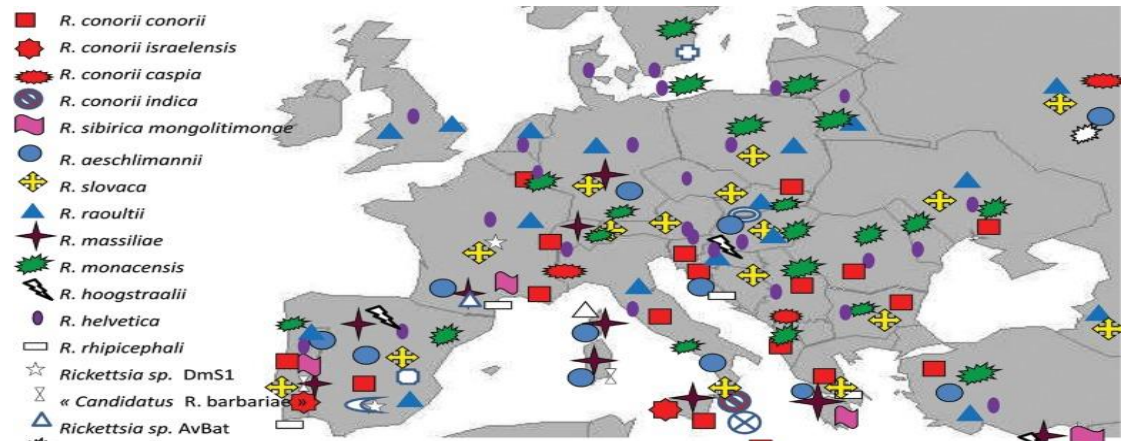 R. conorii conorii
R. conorii israelensis
R. conorii caspia
R. conorii indica
R. sibirica mongolitimonae
R. aeschlimannii
R. slovaca
R. raoultii
R. massiliae
R. monacensis
R. hoogstraalii
R. helvetica
R. rhipicephali
Rickettsia sp. DmS1
« Candidatus R. barbariae »
Rickettsia sp. AvBat